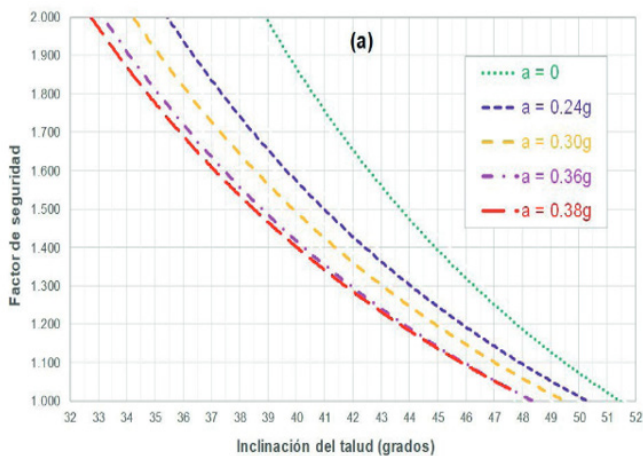 (a)
Factor de seguridad
2.000
1.900
1.800
1.700
1.600
1.500
1.400
1.300
1.200
1.100
1.000
a = 0
a = 0.24g
a = 0.30g
a = 0.36g
a = 0.38g
32 33 34 35 36 37 38 39 40 41 42 43 44 45 46 47 48 49 50 51 52
Inclinación del talud (grados)